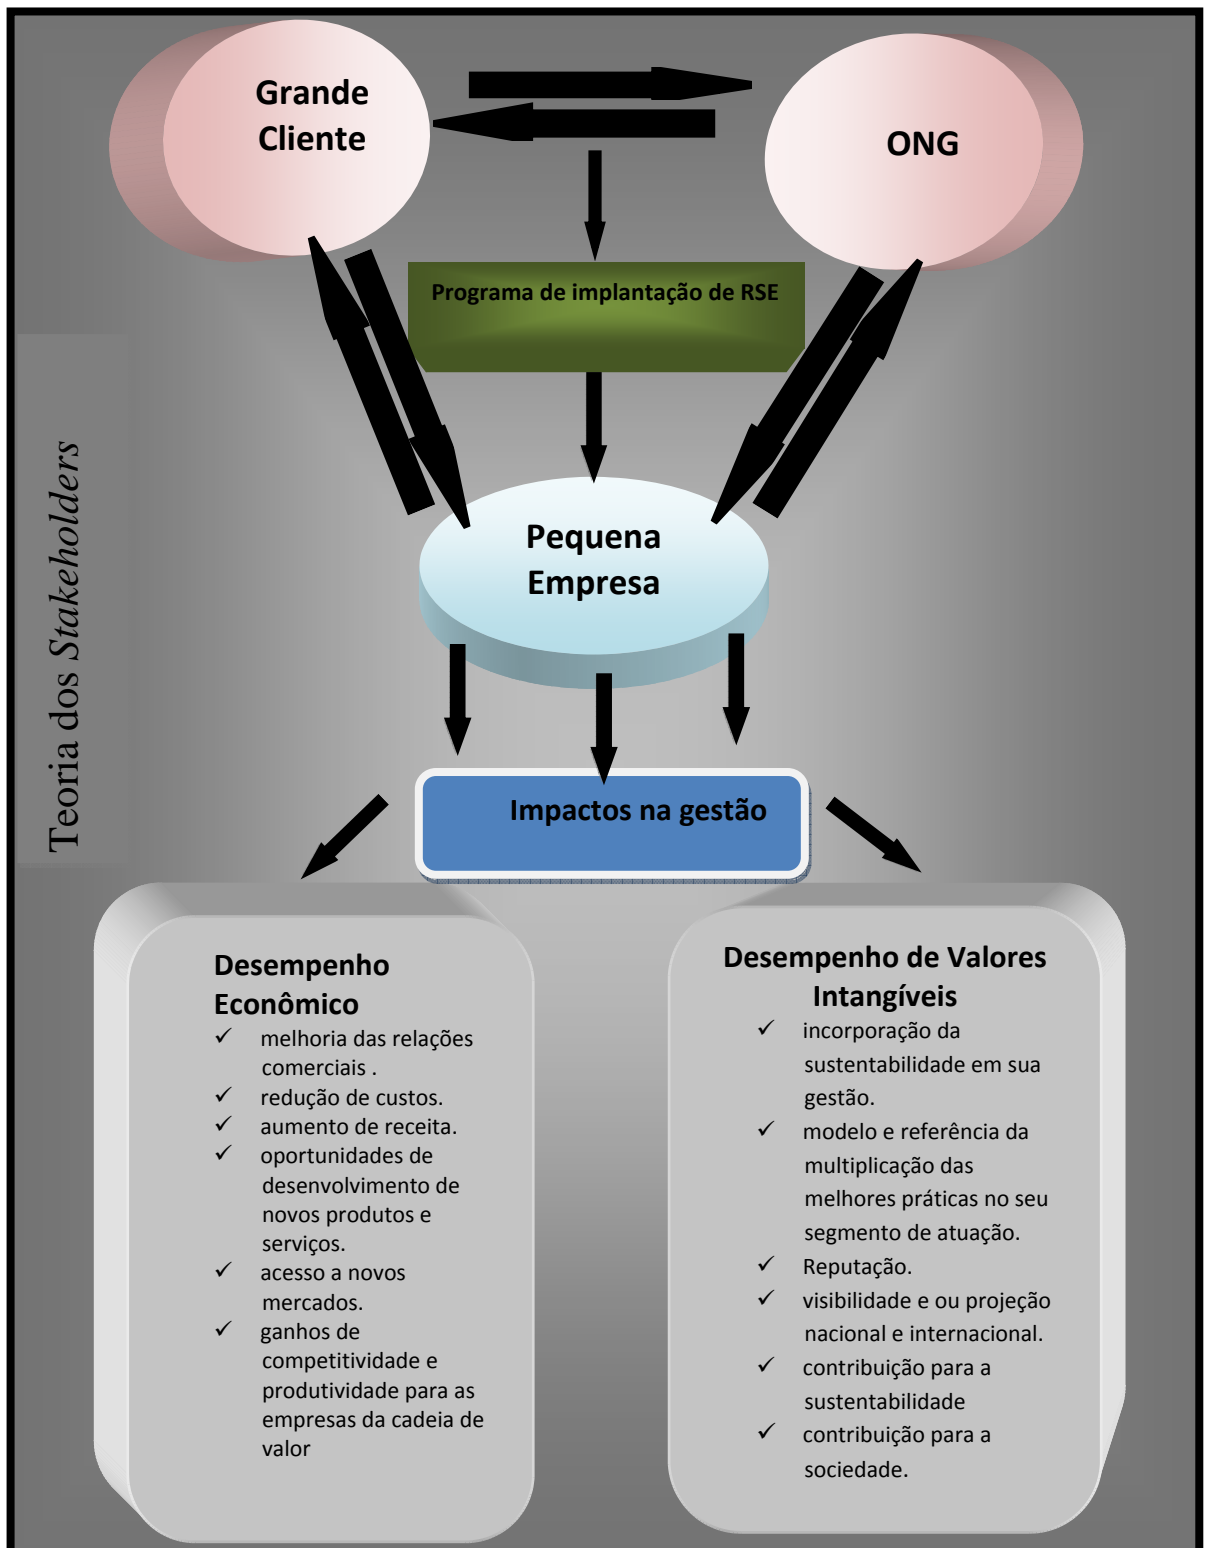 Grande
Cliente
ONG
Programa de implantação de RSE
Teoria dos Stakeholders
Pequena
Empresa
Impactos na gestão
Desempenho
Econômico
✓ melhoria das relações
comerciais .
✓ redução de custos.
✓ aumento de receita.
✓ oportunidades de
desenvolvimento de
novos produtos e
serviços.
✓ acesso a novos
mercados.
✓ ganhos de
competitividade e
produtividade para as
empresas da cadeia de
valor
Desempenho de Valores
Intangíveis
✓ incorporação da
sustentabilidade em sua
gestão.
✓ modelo e referência da
multiplicação das
melhores práticas no seu
segmento de atuação.
✓ Reputação.
✓ visibilidade e ou projeção
nacional e internacional.
✓ contribuição para a
sustentabilidade
✓ contribuição para a
sociedade.